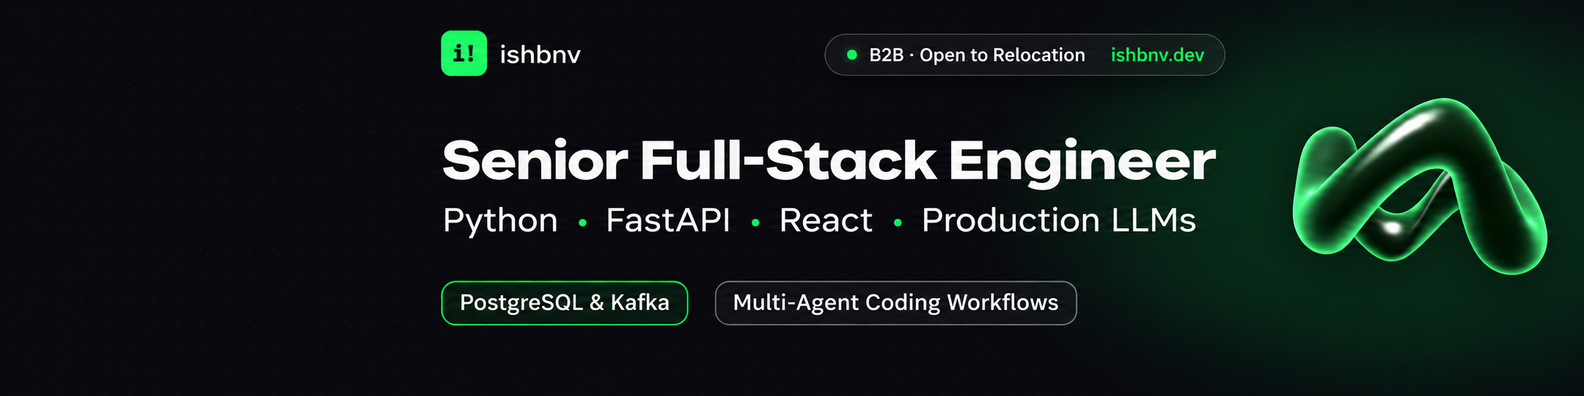 i! ishbnv
B2B · Open to Relocation ishbnv.dev
Senior Full-Stack Engineer
Python • FastAPI • React • Production LLMs
PostgreSQL & Kafka
Multi-Agent Coding Workflows